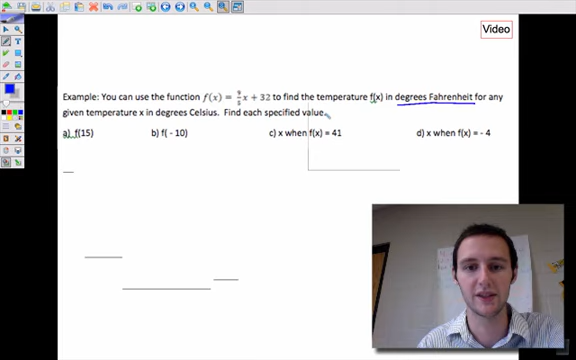 Video
Example: You can use the function f(x) = 9/5 x + 32 to find the temperature f(x) in degrees Fahrenheit for any
given temperature x in degrees Celsius. Find each specified value.
a) f(15) b) f( - 10) c) x when f(x) = 41 d) x when f(x) = - 4